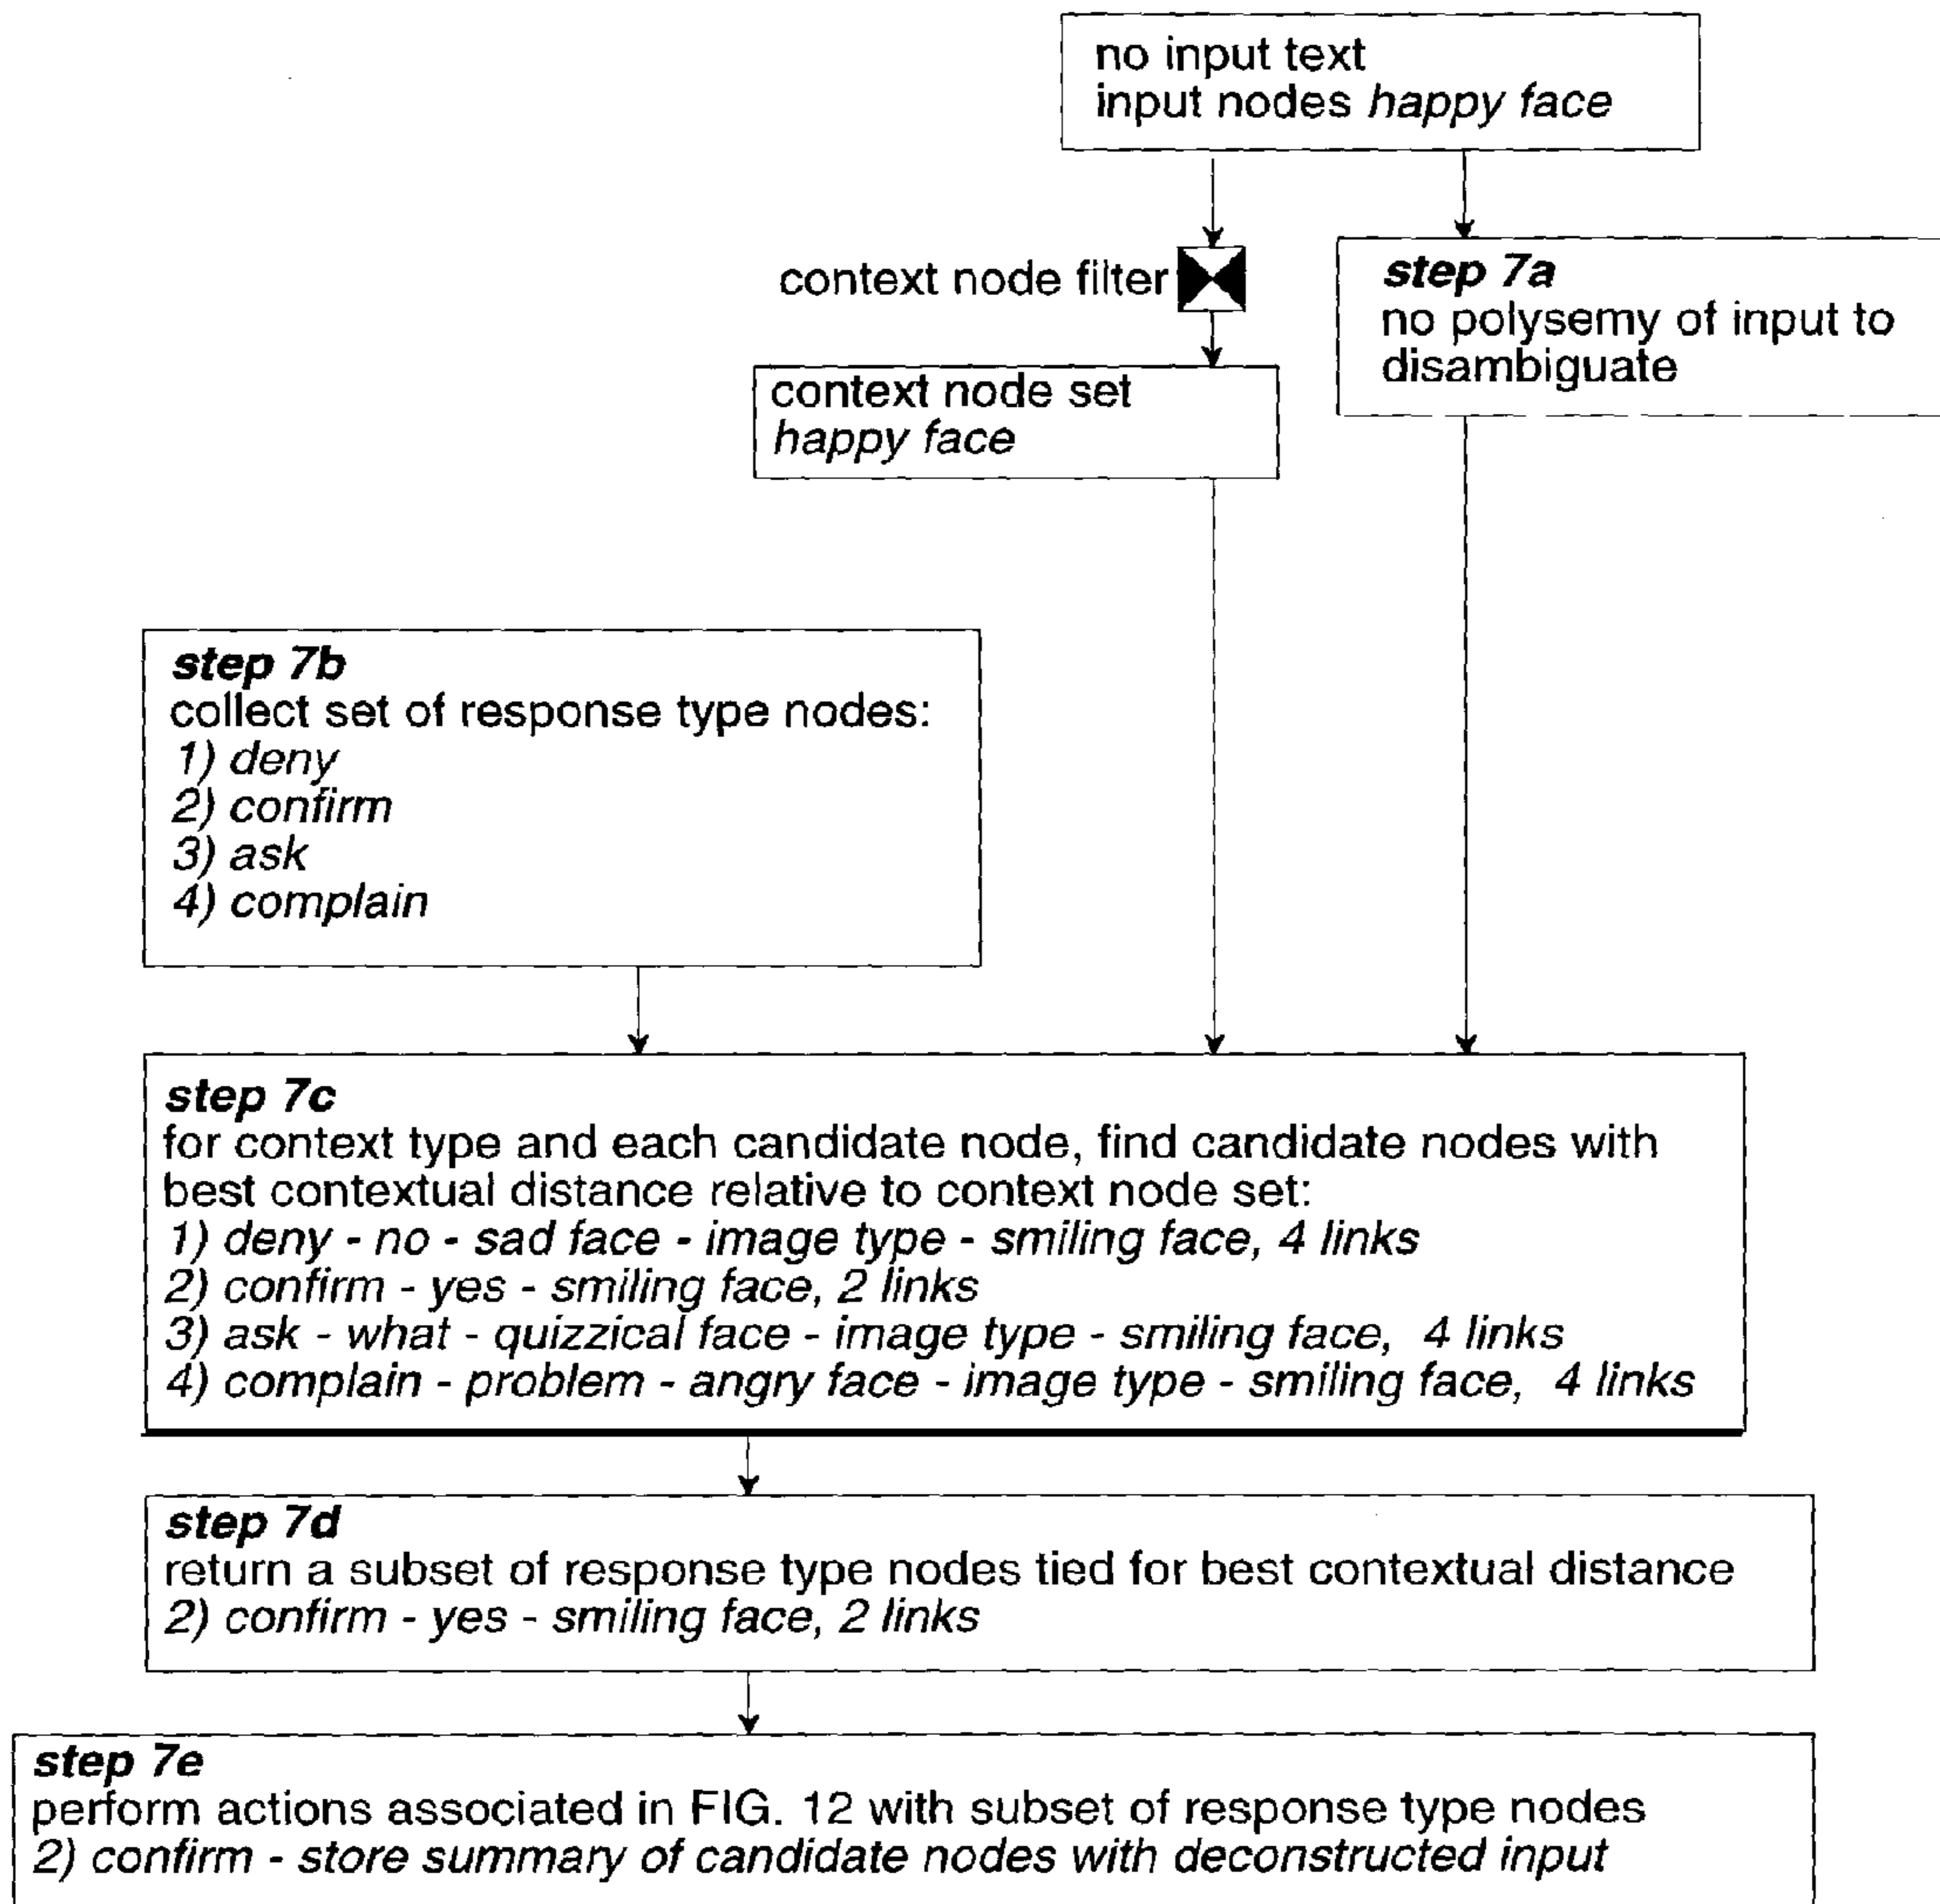 no input text
input nodes happy face
context node filter
step 7a
no polysemy of input to
disambiguate
context node set
happy face
step 7b
collect set of response type nodes:
1) deny
2) confirm
3) ask
4) complain
step 7c
for context type and each candidate node, find candidate nodes with
best contextual distance relative to context node set:
1) deny - no - sad face - image type - smiling face, 4 links
2) confirm - yes - smiling face, 2 links
3) ask - what - quizzical face - image type - smiling face, 4 links
4) complain - problem - angry face - image type - smiling face, 4 links
step 7d
return a subset of response type nodes tied for best contextual distance
2) confirm - yes - smiling face, 2 links
step 7e
perform actions associated in FIG. 12 with subset of response type nodes
2) confirm - store summary of candidate nodes with deconstructed input